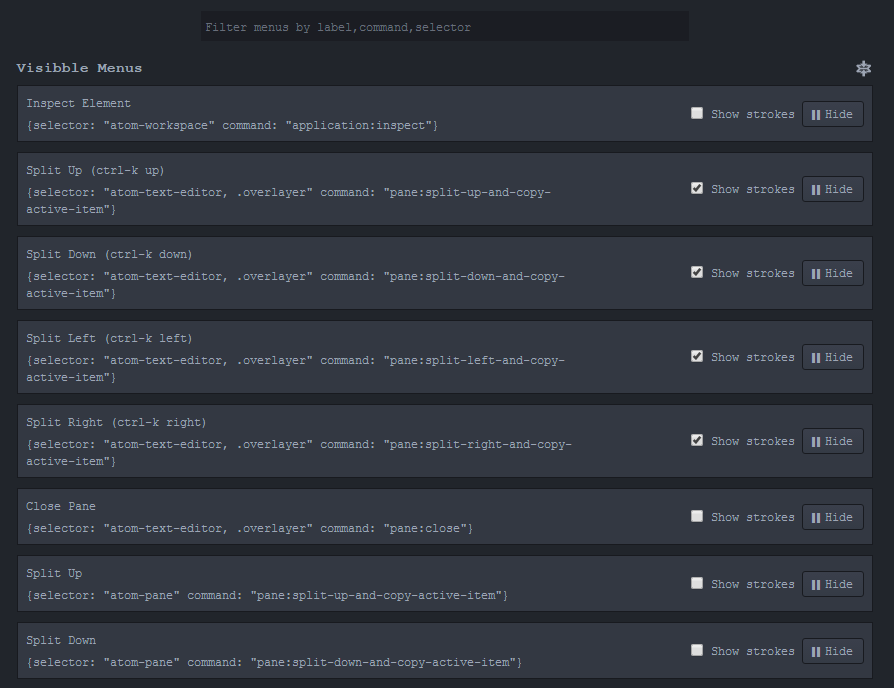 Filter menus by label,command,selector
Visibble Menus
Inspect Element
{selector: "atom-workspace" command: "application:inspect"}
Show strokes Hide
Split Up (ctrl-k up)
{selector: "atom-text-editor, .overlayer" command: "pane:split-up-and-copy-
active-item"}
Show strokes Hide
Split Down (ctrl-k down)
{selector: "atom-text-editor, .overlayer" command: "pane:split-down-and-copy-
active-item"}
Show strokes Hide
Split Left (ctrl-k left)
{selector: "atom-text-editor, .overlayer" command: "pane:split-left-and-copy-
active-item"}
Show strokes Hide
Split Right (ctrl-k right)
{selector: "atom-text-editor, .overlayer" command: "pane:split-right-and-copy-
active-item"}
Show strokes Hide
Close Pane
{selector: "atom-text-editor, .overlayer" command: "pane:close"}
Show strokes Hide
Split Up
{selector: "atom-pane" command: "pane:split-up-and-copy-active-item"}
Show strokes Hide
Split Down
{selector: "atom-pane" command: "pane:split-down-and-copy-active-item"}
Show strokes Hide